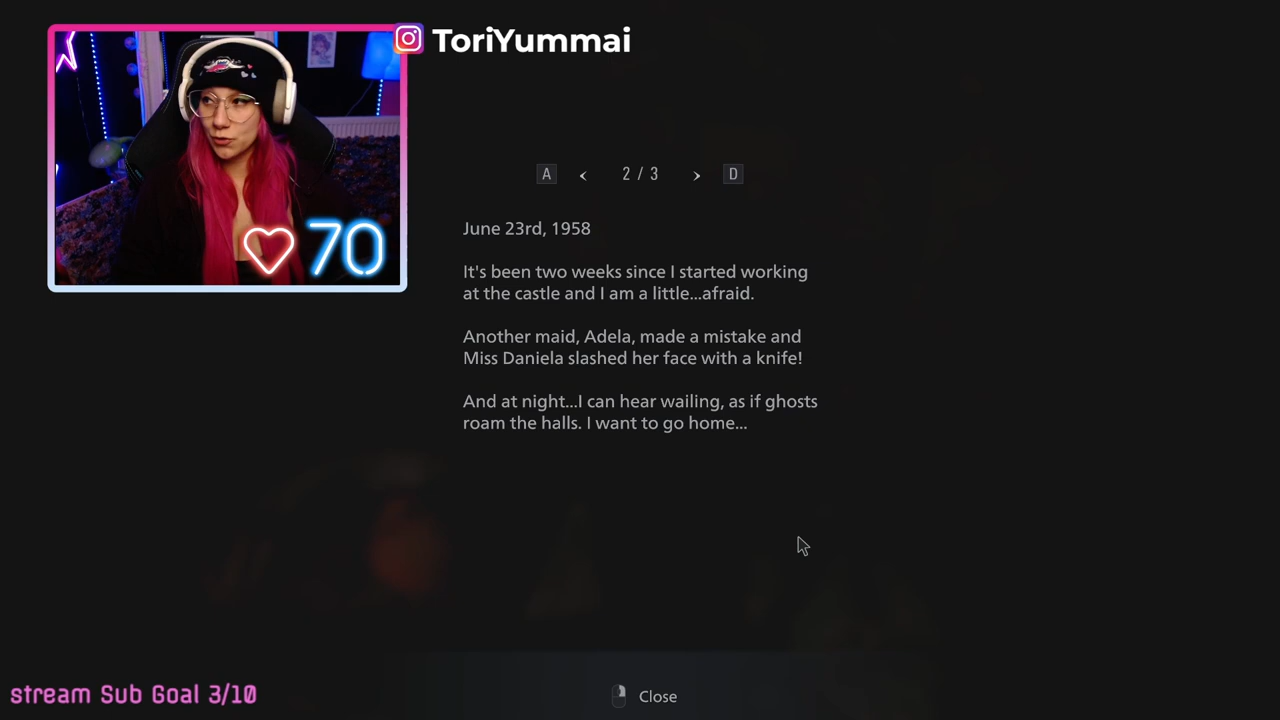 ToriYummai
70
A < 2 / 3 > D
June 23rd, 1958
It's been two weeks since I started working
at the castle and I am a little...afraid.
Another maid, Adela, made a mistake and
Miss Daniela slashed her face with a knife!
And at night...I can hear wailing, as if ghosts
roam the halls. I want to go home...
stream Sub Goal 3/10
Close